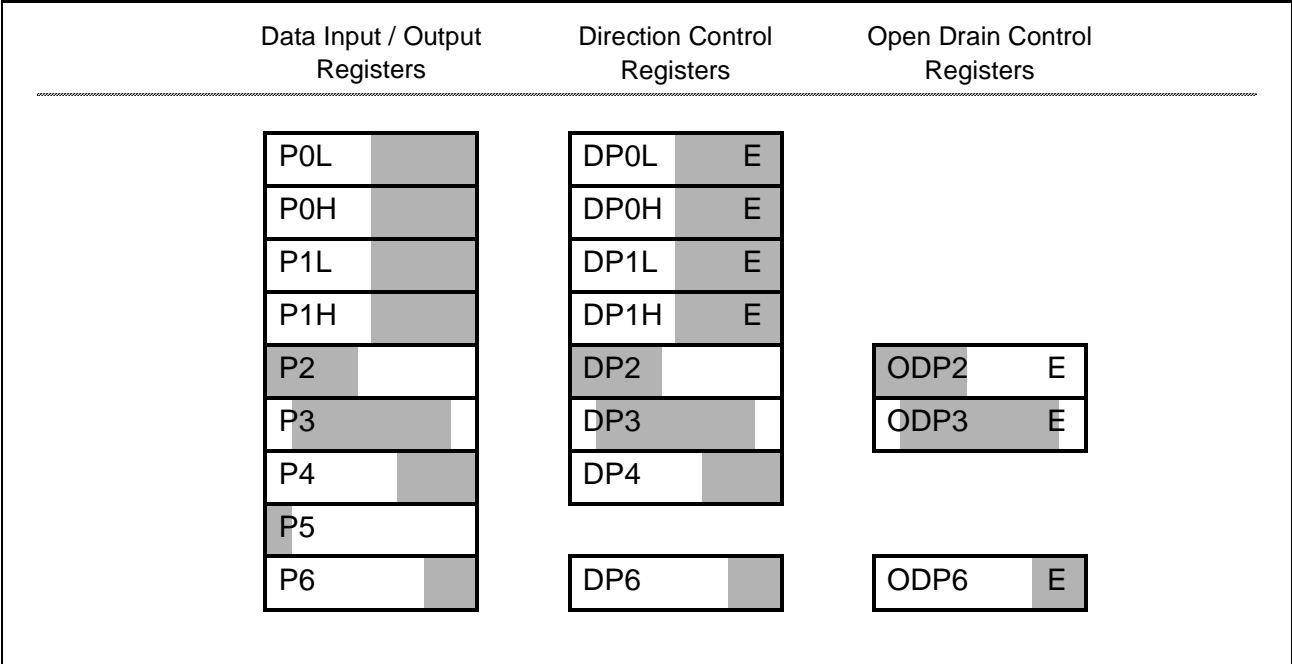 Data Input / Output Direction Control Open Drain Control
Registers Registers Registers
P0L DP0L E
P0H DP0H E
P1L DP1L E
P1H DP1H E
P2 DP2 ODP2 E
P3 DP3 ODP3 E
P4 DP4
P5
P6 DP6 ODP6 E